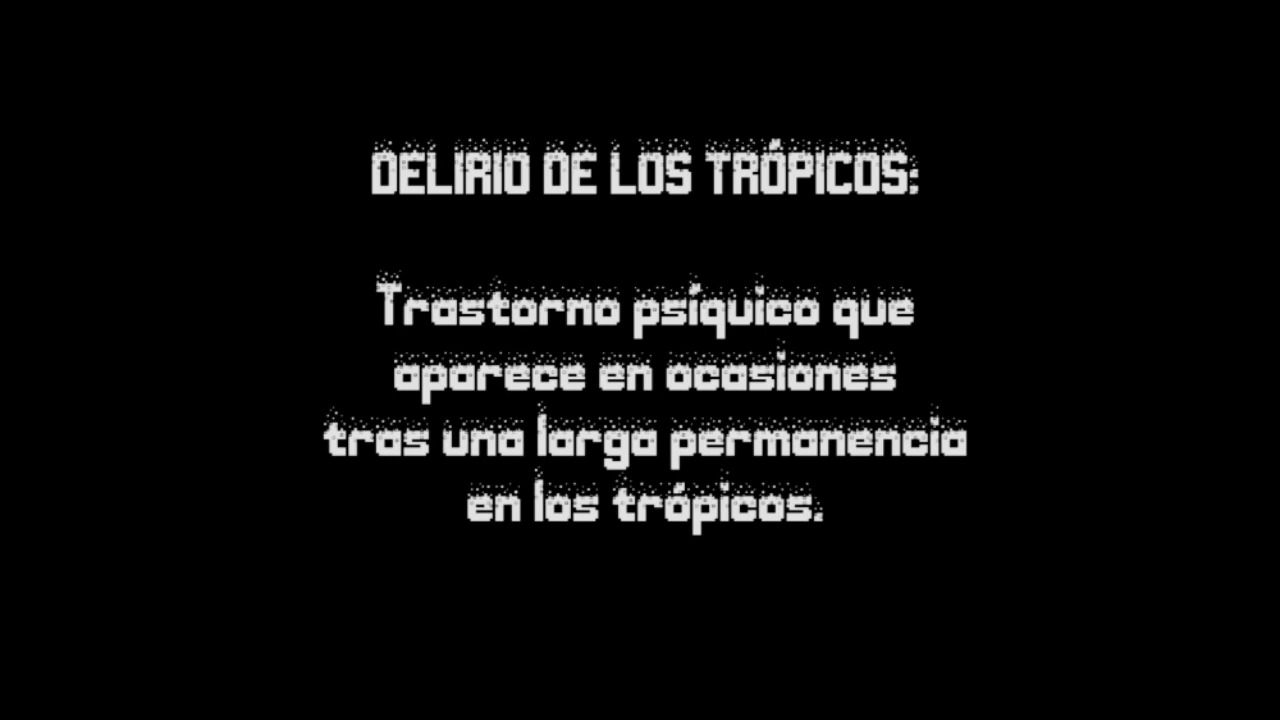 DELIRIO DE LOS TRÓPICOS:
Trastorno psíquico que
aparece en ocasiones
tras una larga permanencia
en los trópicos.